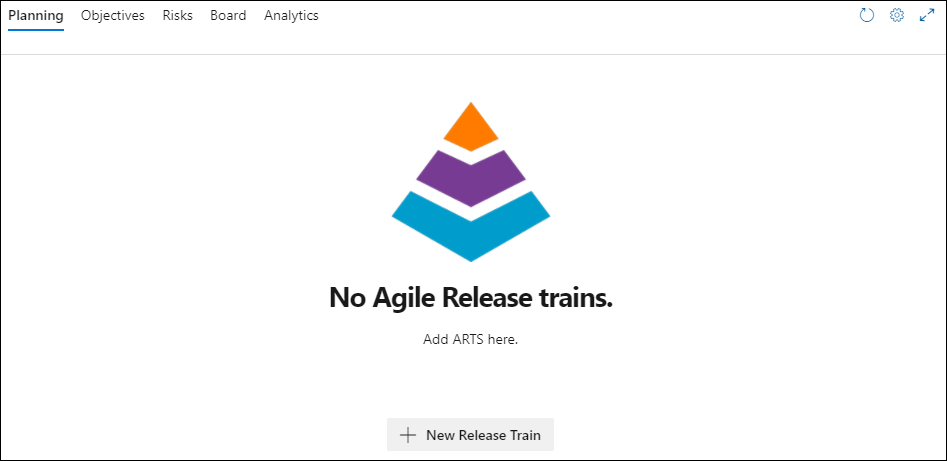 Planning Objectives Risks Board Analytics
No Agile Release trains.
Add ARTS here.
New Release Train